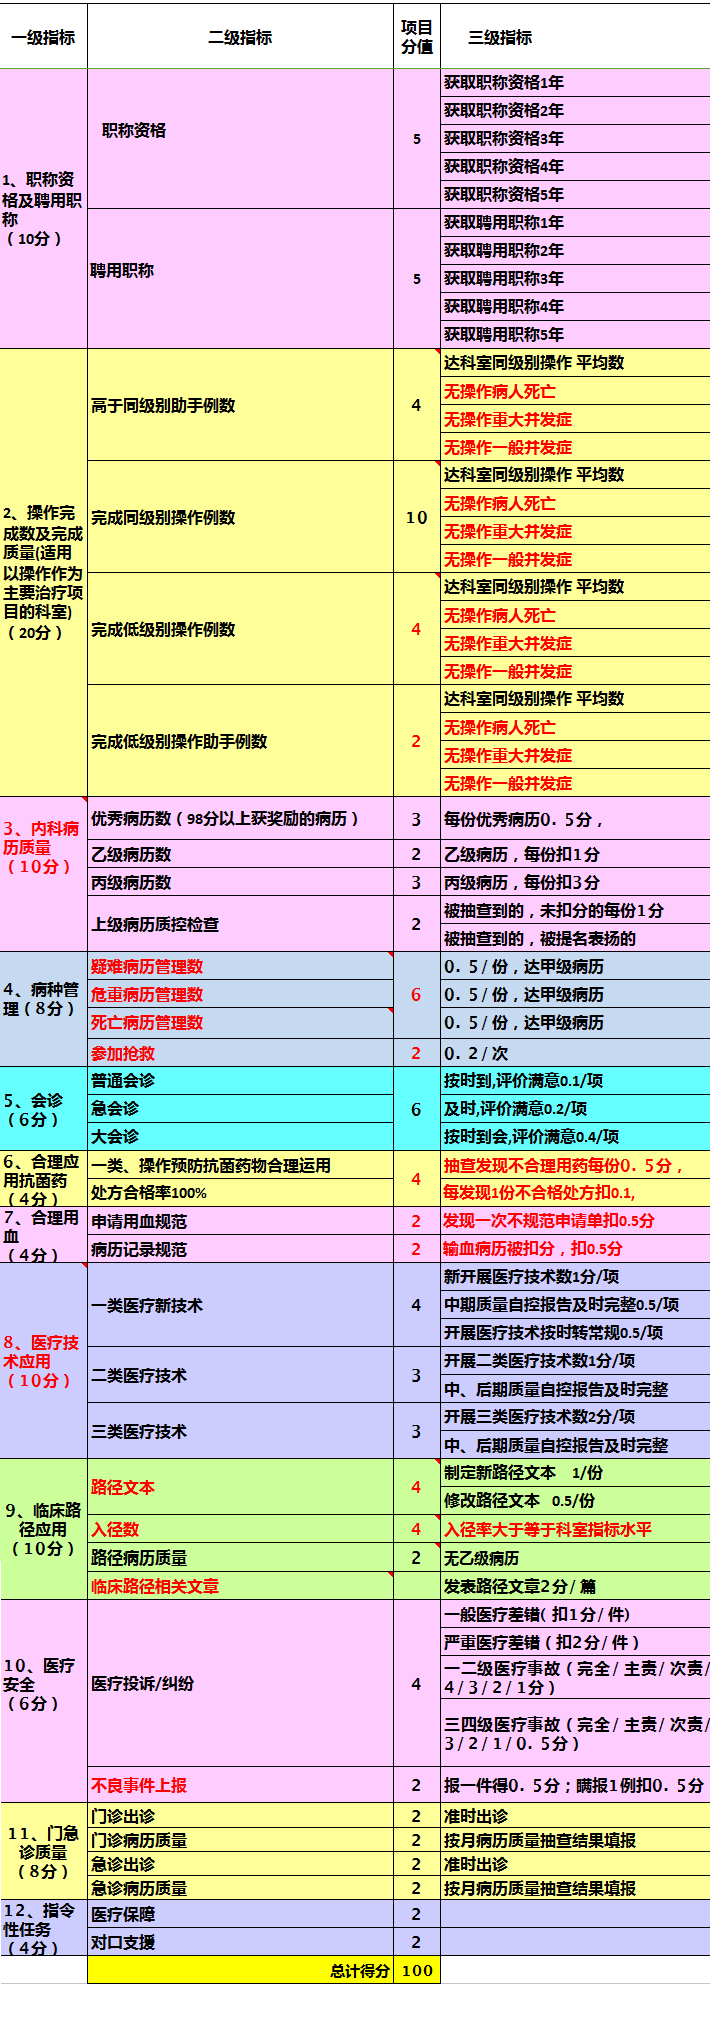 一级指标
二级指标
项目
分值
三级指标
1、职称资
格及聘用职
称
（10分）
职称资格
5
获取职称资格1年
获取职称资格2年
获取职称资格3年
获取职称资格4年
获取职称资格5年
聘用职称
5
获取聘用职称1年
获取聘用职称2年
获取聘用职称3年
获取聘用职称4年
获取聘用职称5年
2、操作完
成数及完成
质量(适用
以操作作为
主要治疗项
目的科室)
（20分）
高于同级别助手例数
4
达科室同级别操作 平均数
无操作病人死亡
无操作重大并发症
无操作一般并发症
完成同级别操作例数
10
达科室同级别操作 平均数
无操作病人死亡
无操作重大并发症
无操作一般并发症
完成低级别操作例数
4
达科室同级别操作 平均数
无操作病人死亡
无操作重大并发症
无操作一般并发症
完成低级别操作助手例数
2
达科室同级别操作 平均数
无操作病人死亡
无操作重大并发症
无操作一般并发症
3、内科病
历质量
（10分）
优秀病历数（98分以上获奖励的病历）
3
每份优秀病历0．5分，
乙级病历数
2
乙级病历，每份扣1分
丙级病历数
3
丙级病历，每份扣3分
上级病历质控检查
2
被抽查到的，未扣分的每份1分
被抽查到的，被提名表扬的
4、病种管
理（8分）
疑难病历管理数
6
0．5/份，达甲级病历
危重病历管理数
0．5/份，达甲级病历
死亡病历管理数
0．5/份，达甲级病历
参加抢救
2
0．2/次
5、会诊
（6分）
普通会诊
6
按时到,评价满意0.1/项
急会诊
及时,评价满意0.2/项
大会诊
按时到会,评价满意0.4/项
6、合理应
用抗菌药
（4分）
一类、操作预防抗菌药物合理运用
4
抽查发现不合理用药每份0．5分，
处方合格率100%
每发现1份不合格处方扣0.1,
7、合理用
血
（4分）
申请用血规范
2
发现一次不规范申请单扣0.5分
病历记录规范
2
输血病历被扣分，扣0.5分
8、医疗技
术应用
（10分）
一类医疗新技术
4
新开展医疗技术数1分/项
中期质量自控报告及时完整0.5/项
开展医疗技术按时转常规0.5/项
二类医疗技术
3
开展二类医疗技术数1分/项
中、后期质量自控报告及时完整
三类医疗技术
3
开展三类医疗技术数2分/项
中、后期质量自控报告及时完整
9、临床路
径应用
（10分）
路径文本
4
制定新路径文本 1/份
修改路径文本 0.5/份
入径数
4
入径率大于等于科室指标水平
路径病历质量
2
无乙级病历
临床路径相关文章
发表路径文章2分/篇
10、医疗
安全
（6分）
医疗投诉/纠纷
4
一般医疗差错( 扣1分/件)
严重医疗差错（扣2分/件）
一二级医疗事故（完全/主责/次责/
4/3/2/1分）
三四级医疗事故（完全/主责/次责/
3/2/1/0．5分）
不良事件上报
2
报一件得0．5分；瞒报1例扣0．5分
11、门急
诊质量
（8分）
门诊出诊
2
准时出诊
门诊病历质量
2
按月病历质量抽查结果填报
急诊出诊
2
准时出诊
急诊病历质量
2
按月病历质量抽查结果填报
12、指令
性任务
（4分）
医疗保障
2
对口支援
2
总计得分
100